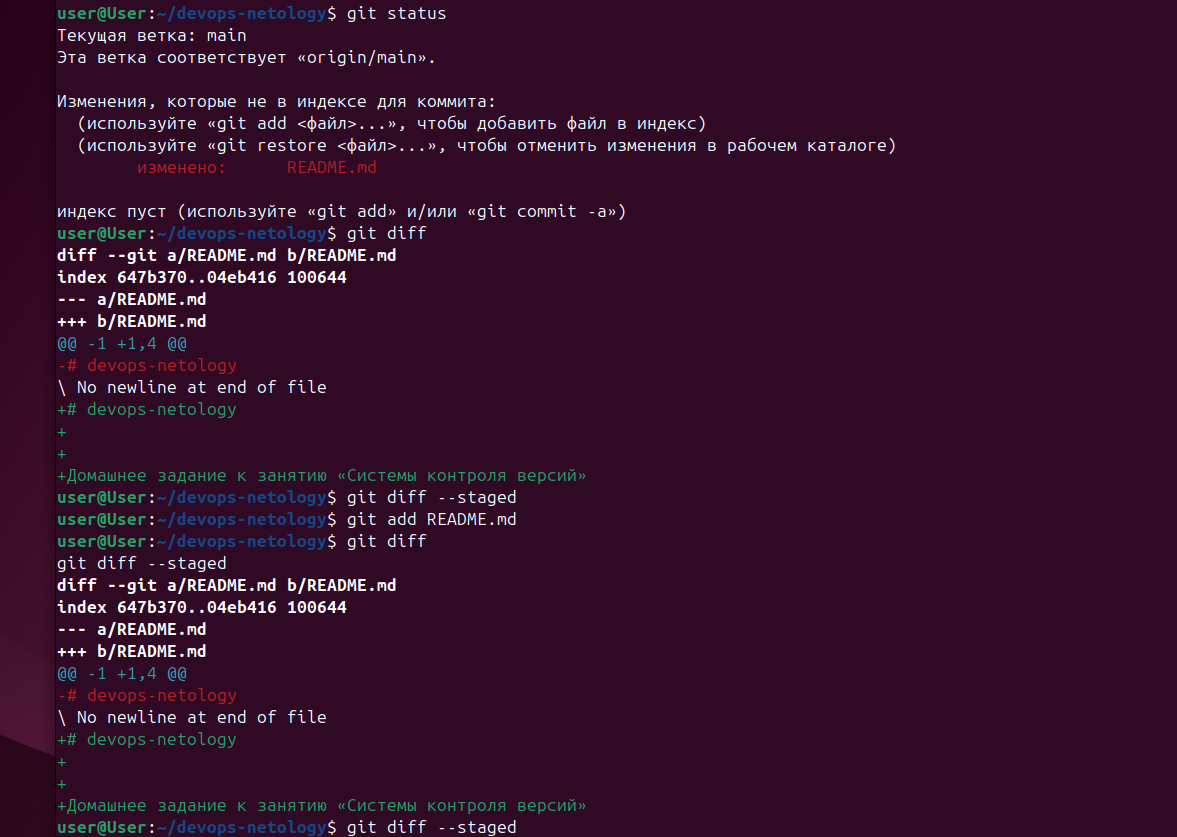 user@User:~/devops-netology$ git status
Текущая ветка: main
Эта ветка соответствует «origin/main».
Изменения, которые не в индексе для коммита:
  (используйте «git add <файл>...», чтобы добавить файл в индекс)
  (используйте «git restore <файл>...», чтобы отменить изменения в рабочем каталоге)
        изменено:      README.md
индекс пуст (используйте «git add» и/или «git commit -a»)
user@User:~/devops-netology$ git diff
diff --git a/README.md b/README.md
index 647b370..04eb416 100644
--- a/README.md
+++ b/README.md
@@ -1 +1,4 @@
-# devops-netology
\ No newline at end of file
+# devops-netology
+
+
+Домашнее задание к занятию «Системы контроля версий»
user@User:~/devops-netology$ git diff --staged
user@User:~/devops-netology$ git add README.md
user@User:~/devops-netology$ git diff
git diff --staged
diff --git a/README.md b/README.md
index 647b370..04eb416 100644
--- a/README.md
+++ b/README.md
@@ -1 +1,4 @@
-# devops-netology
\ No newline at end of file
+# devops-netology
+
+
+Домашнее задание к занятию «Системы контроля версий»
user@User:~/devops-netology$ git diff --staged